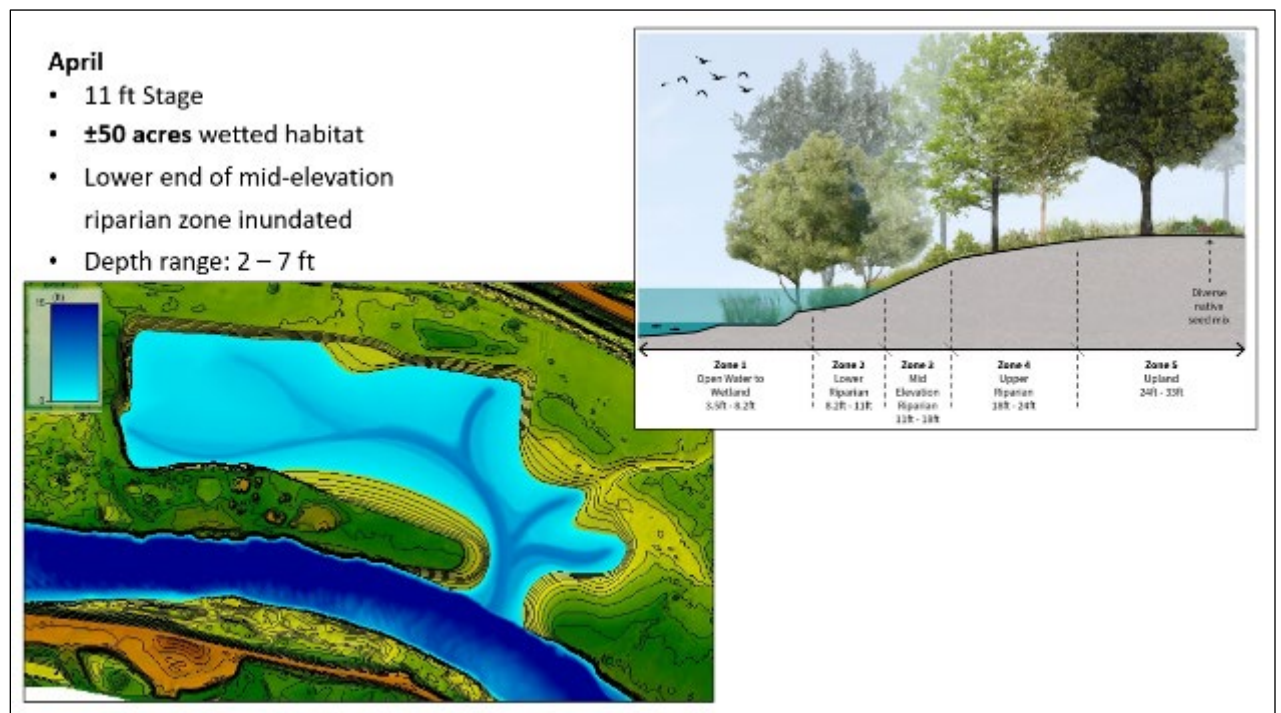 April
• 11 ft Stage
• ±50 acres wetted habitat
• Lower end of mid-elevation
riparian zone inundated
• Depth range: 2 – 7 ft
(ft)
Diverse
native
seed mix
Zone 1
Open Water to
Wetland
3.5ft - 8.2ft
Zone 2
Lower
Riparian
8.2ft - 11ft
Zone 3
Mid
Elevation
Riparian
11ft - 18ft
Zone 4
Upper
Riparian
18ft - 24ft
Zone 5
Upland
24ft - 33ft